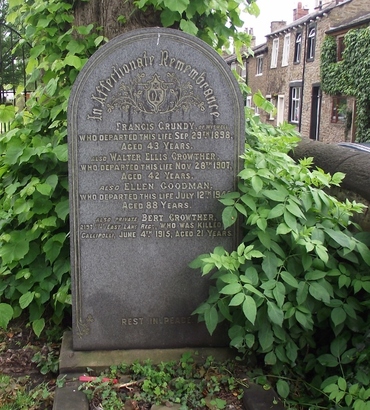 In Affectionate Remembrance
FRANCIS GRUNDY,
WHO DEPARTED THIS LIFE SEP 29TH 1898,
AGED 43 YEARS.
ALSO WALTER ELLIS CROWTHER,
WHO DEPARTED THIS LIFE NOV 28TH 1907,
AGED 42 YEARS.
ALSO ELLEN GOODMAN,
WHO DEPARTED THIS LIFE JULY 12TH
AGED 88 YEARS.
ALSO PRIVATE BERT CROWTHER,
EAST LANC REGT, WHO WAS KILLED
GALLIPOLI, JUNE 4TH 1915, AGED 21 YEARS.
REST IN PEACE